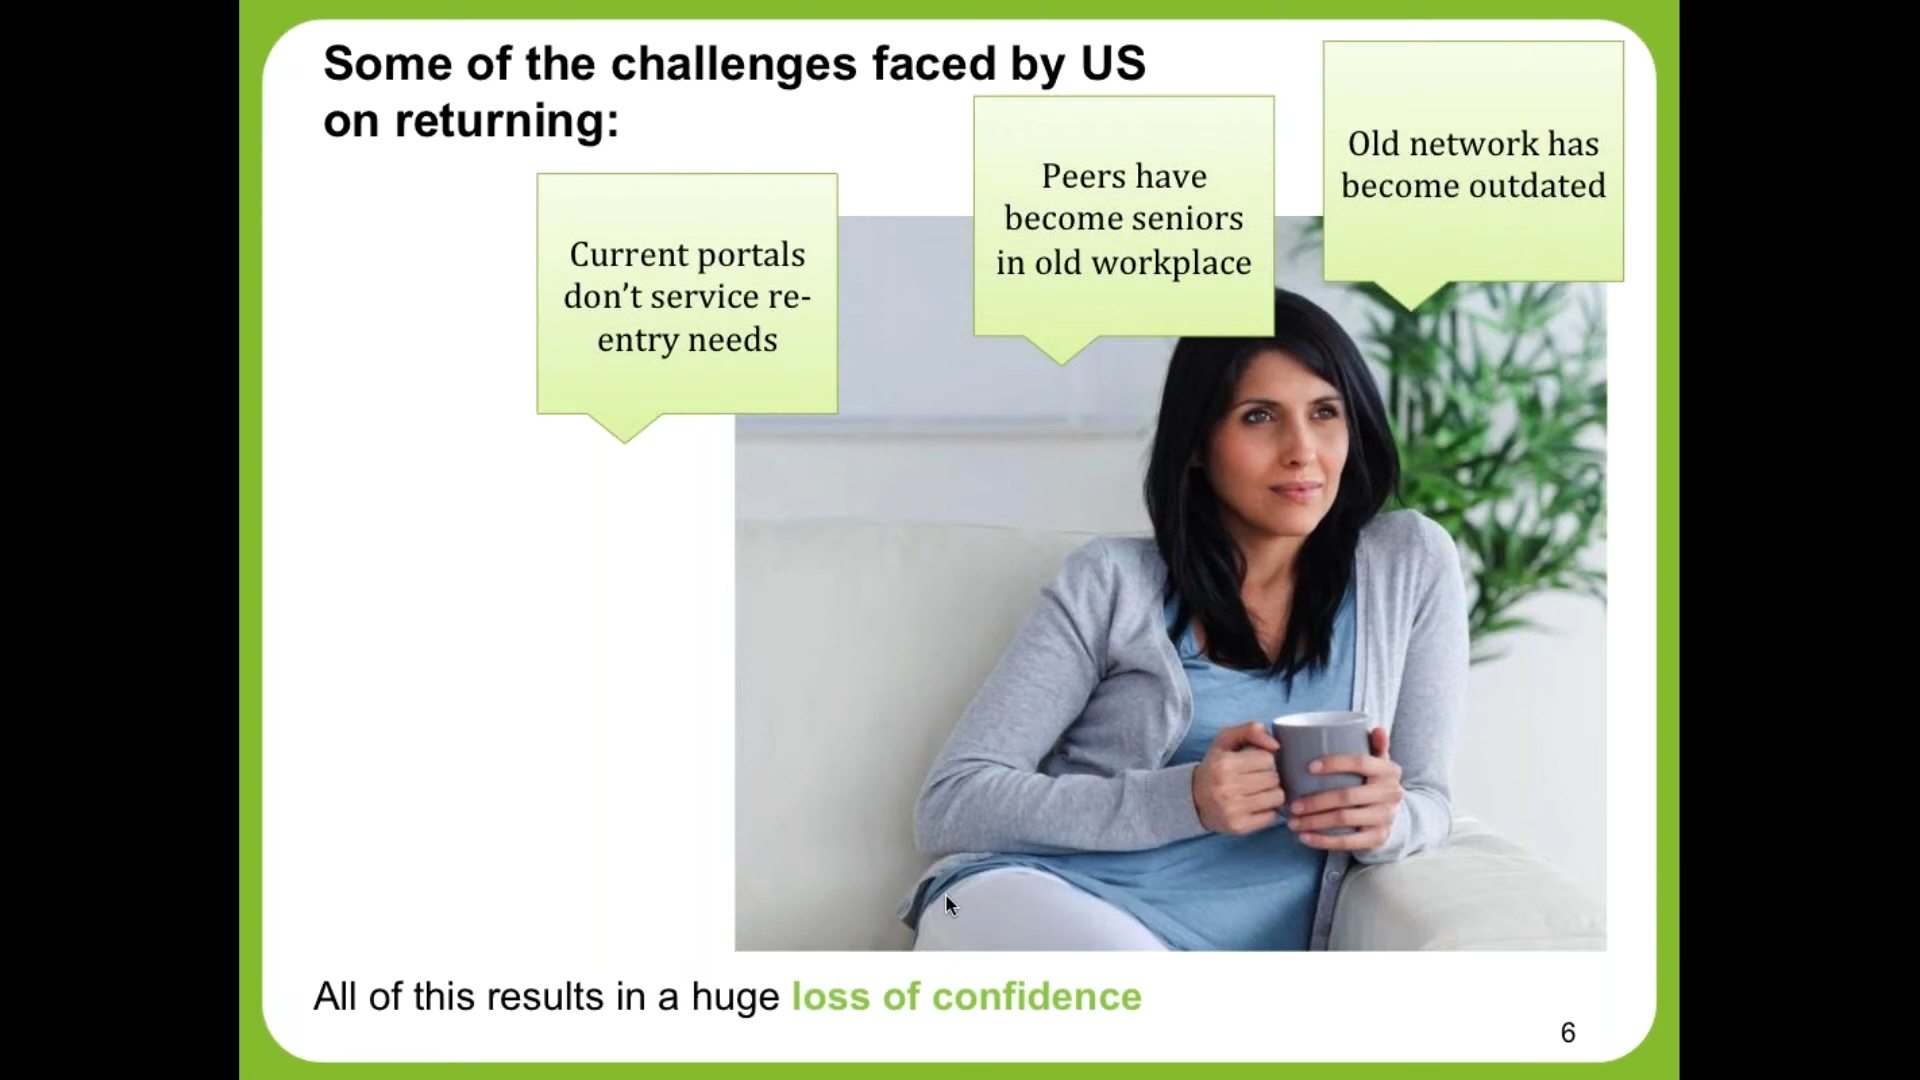 Some of the challenges faced by US
on returning:
Current portals
don’t service re-
entry needs
Peers have
become seniors
in old workplace
Old network has
become outdated
All of this results in a huge loss of confidence
6